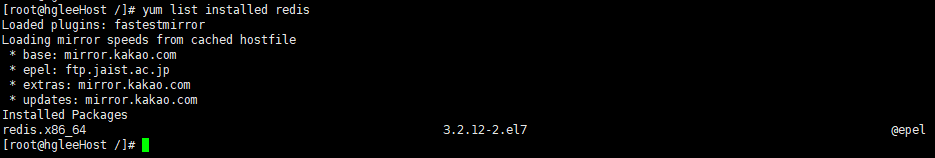 [root@hgleeHost /]# yum list installed redis
Loaded plugins: fastestmirror
Loading mirror speeds from cached hostfile
 * base: mirror.kakao.com
 * epel: ftp.jaist.ac.jp
 * extras: mirror.kakao.com
 * updates: mirror.kakao.com
Installed Packages
redis.x86_64 3.2.12-2.el7 @epel
[root@hgleeHost /]#